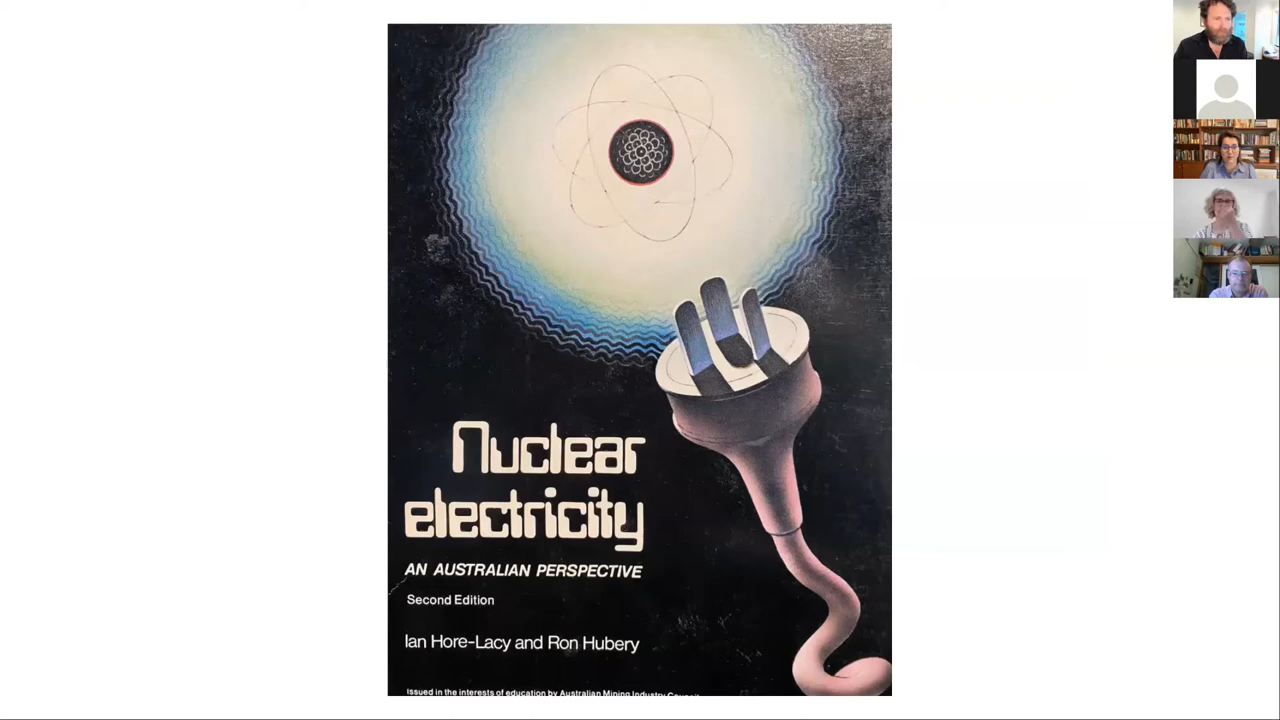 Nuclear
electricity
AN AUSTRALIAN PERSPECTIVE
Second Edition
Ian Hore-Lacy and Ron Hubery
Issued in the interests of education by Australian Mining Industry Council